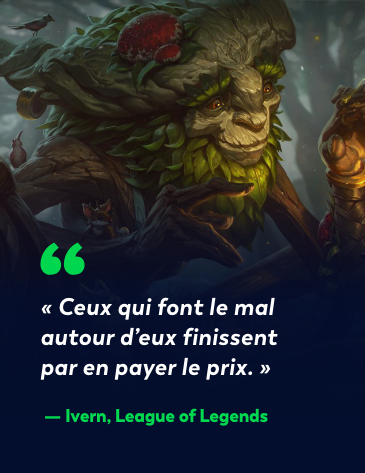 « Ceux qui font le mal
autour d’eux finissent
par en payer le prix. »
— Ivern, League of Legends